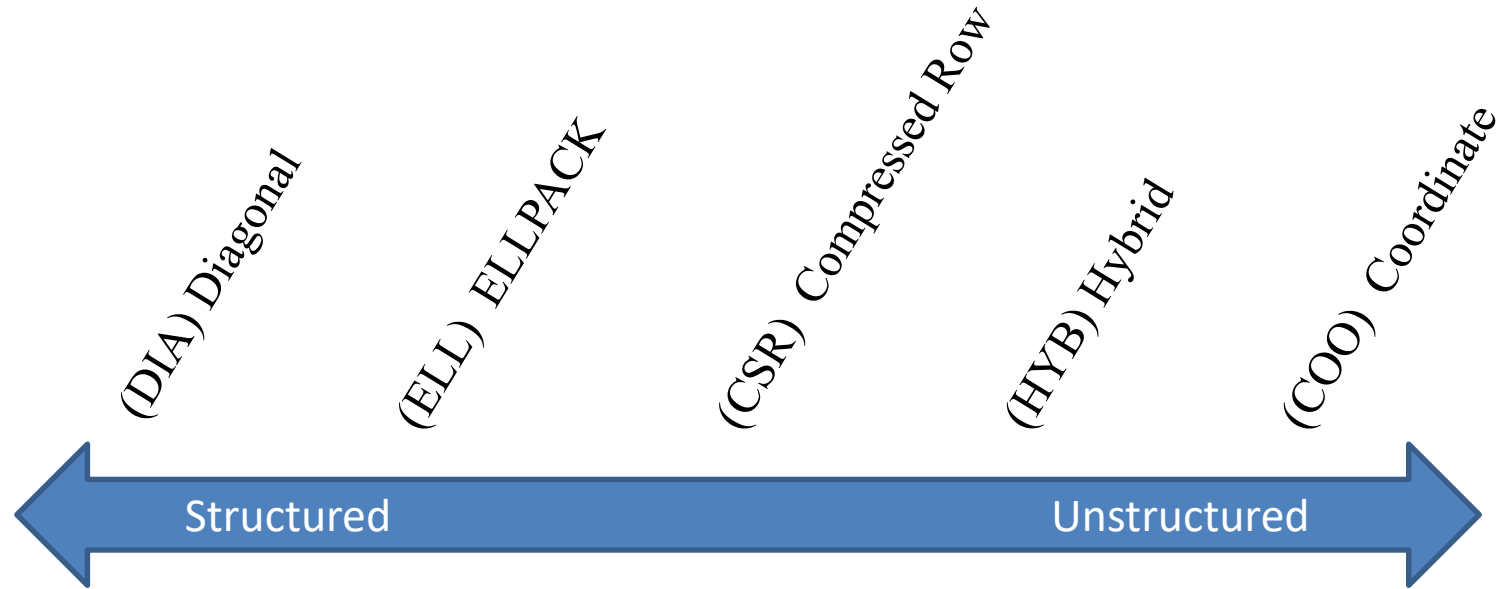 (DIA) Diagonal
(ELL) ELLPACK
(CSR) Compressed Row
(HYB) Hybrid
(COO) Coordinate
Structured
Unstructured